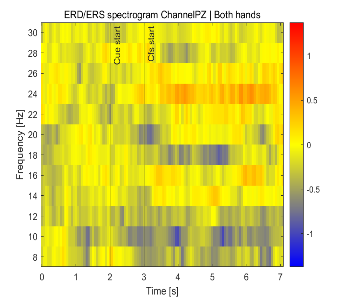 ERD/ERS spectrogram ChannelPZ | Both hands
Cue start
Cfs start
Frequency [Hz]
30
28
26
24
22
20
18
16
14
12
10
8
0 1 2 3 4 5 6 7
Time [s]
1
0.5
0
-0.5
-1